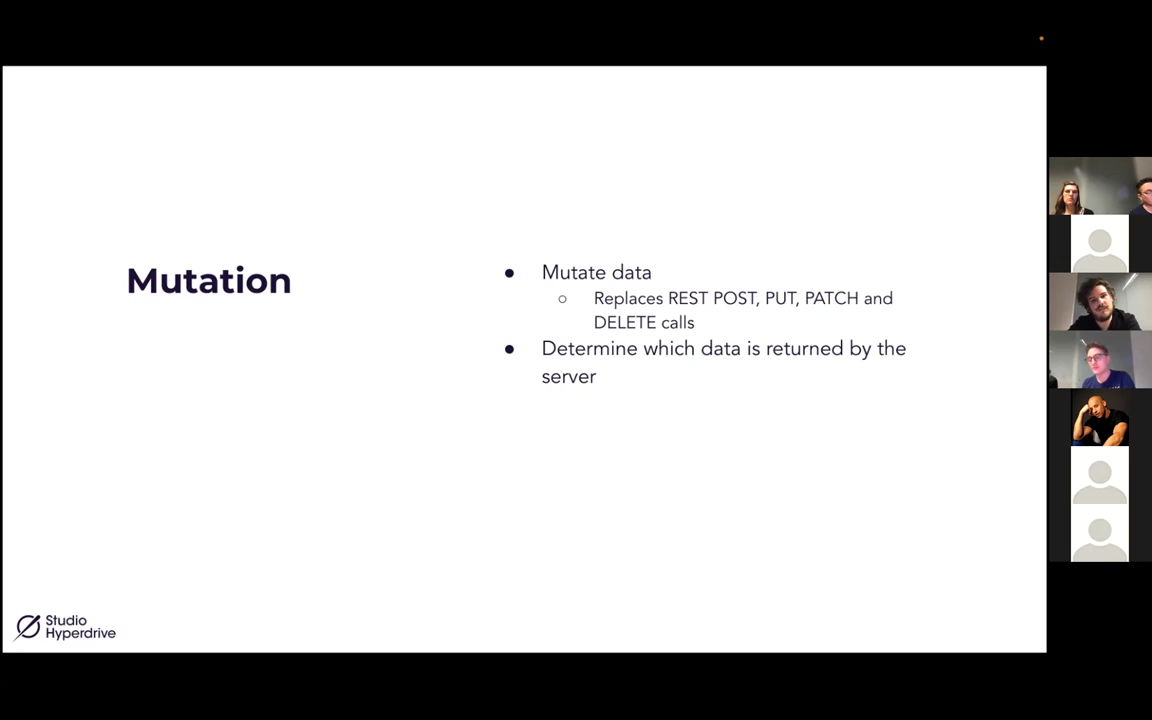 Mutation
● Mutate data
○ Replaces REST POST, PUT, PATCH and
DELETE calls
● Determine which data is returned by the
server
Studio
Hyperdrive